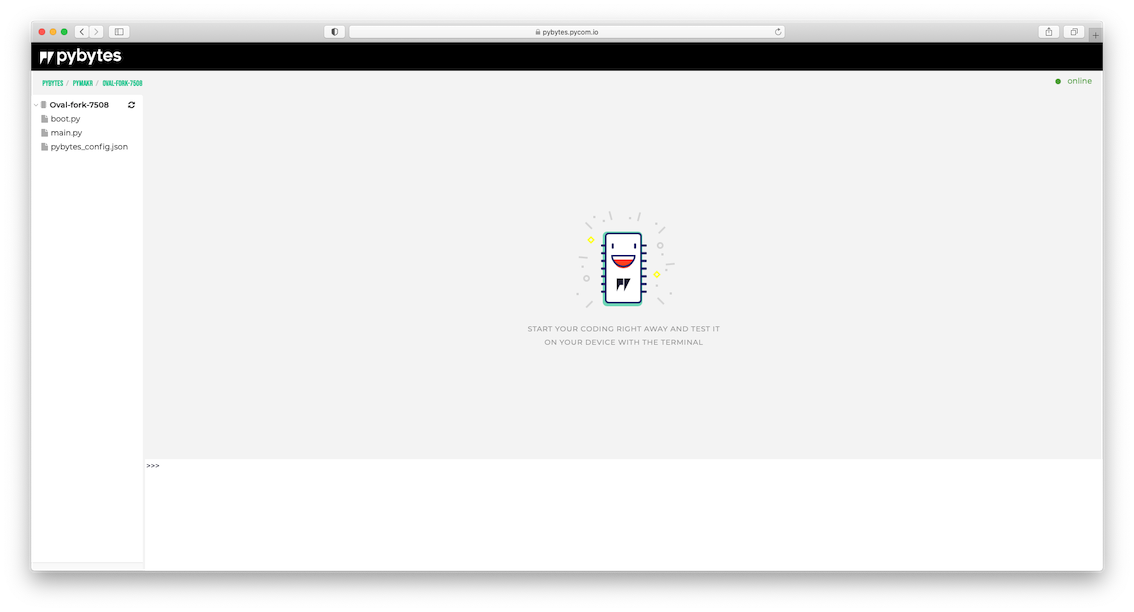 pybytes.pycom.io
pybytes
PYBYTES / PYMAKR / OVAL-FORK-7508
online
Oval-fork-7508
boot.py
main.py
pybytes_config.json
START YOUR CODING RIGHT AWAY AND TEST IT
ON YOUR DEVICE WITH THE TERMINAL
>>>